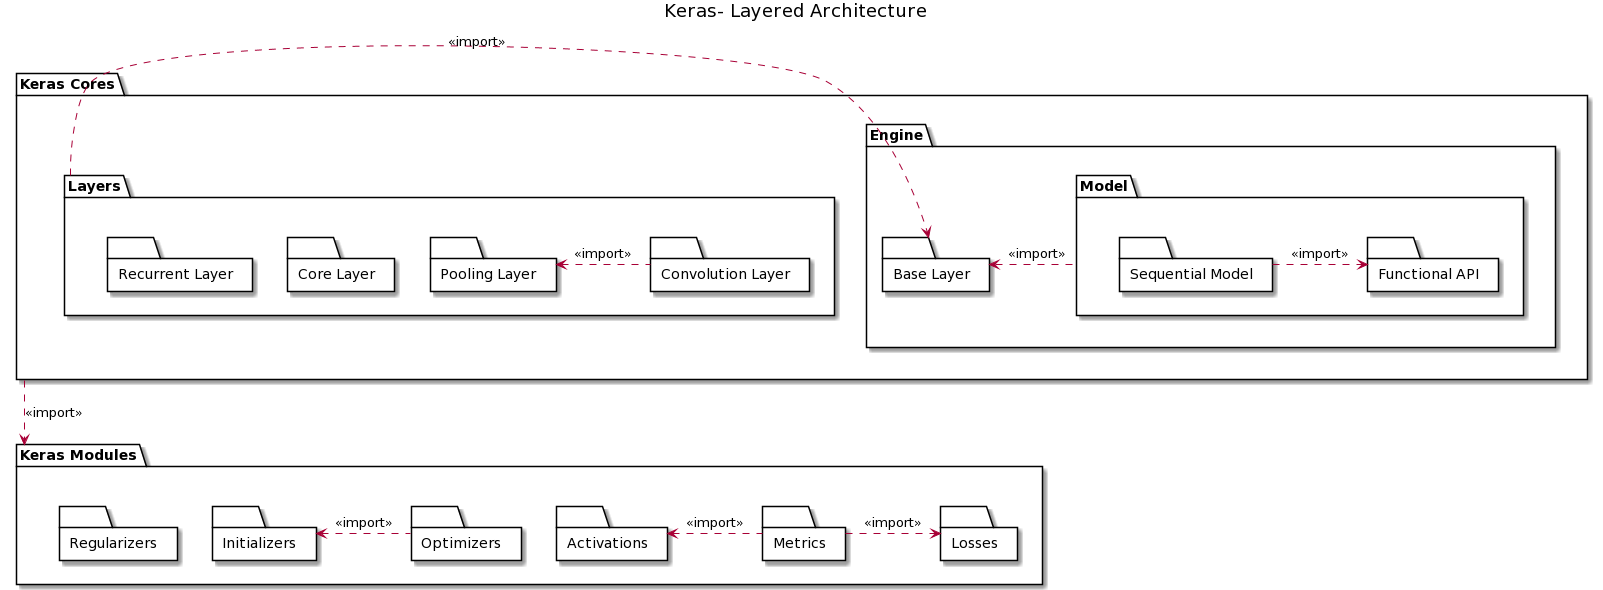 Keras- Layered Architecture
«import»
Keras Cores
Engine
Layers
Model
«import»
«import»
«import»
Recurrent Layer
Core Layer
Pooling Layer
Convolution Layer
Base Layer
Sequential Model
Functional API
«import»
Keras Modules
«import»
«import»
«import»
Regularizers
Initializers
Optimizers
Activations
Metrics
Losses